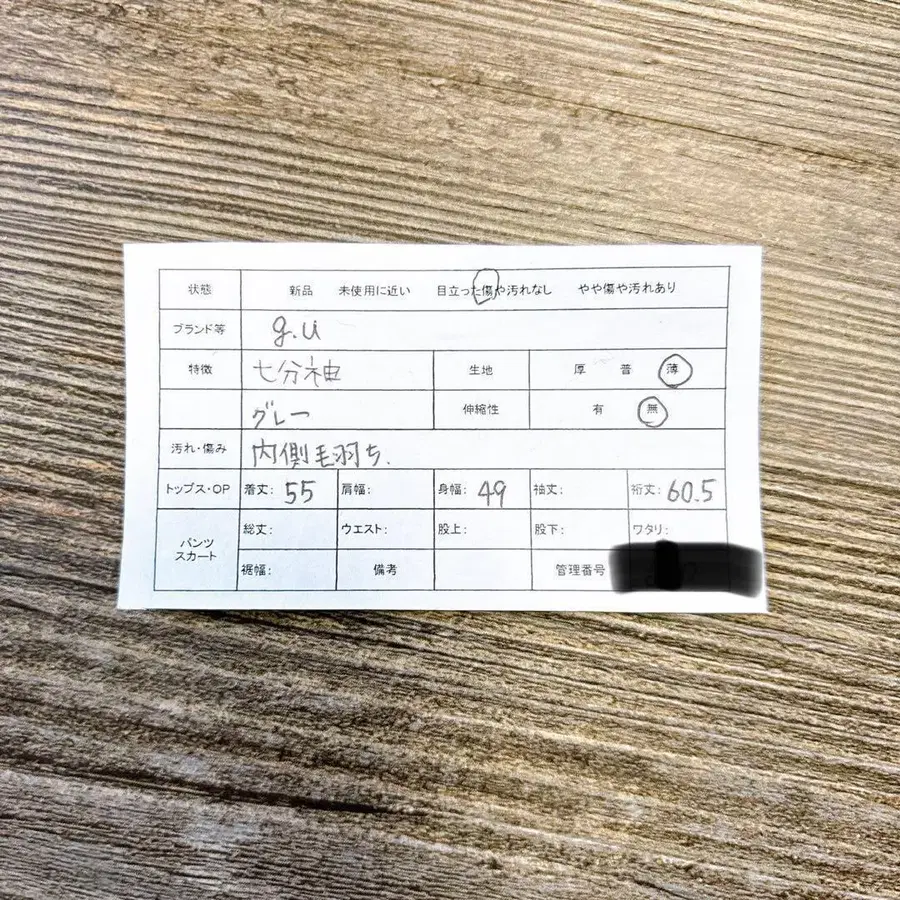 状態 新品 未使用に近い 目立った傷や汚れなし やや傷や汚れあり
ブランド等 g.u
特徴 七分袖 生地 厚 普 薄
グレー 伸縮性 有 無
汚れ・傷み 内側毛羽ち.
トップス・OP 着丈: 55 肩幅: 身幅: 49 袖丈: 裄丈: 60.5
パンツ スカート 総丈: ウエスト: 股上: 股下: ワタリ:
裾幅: 備考 管理番号